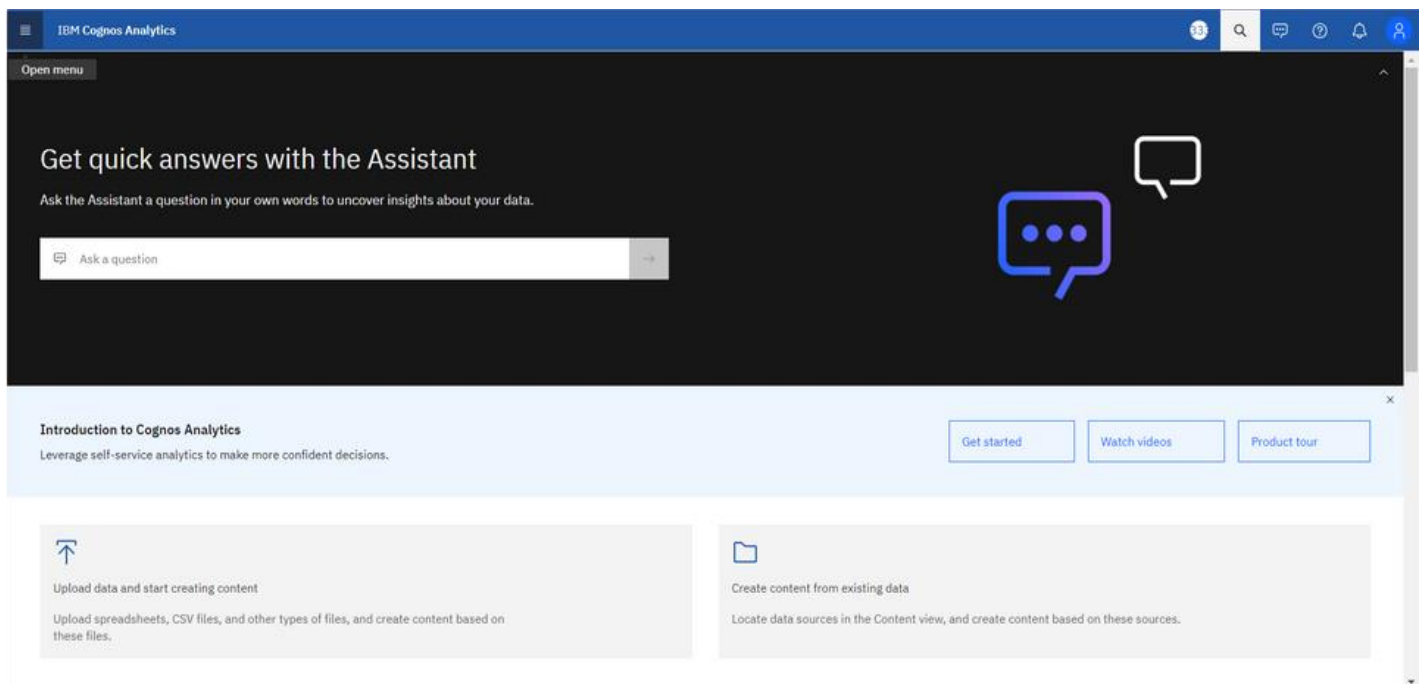 IBM Cognos Analytics
Open menu
Get quick answers with the Assistant
Ask the Assistant a question in your own words to uncover insights about your data.
Ask a question
Introduction to Cognos Analytics
Leverage self-service analytics to make more confident decisions.
Get started
Watch videos
Product tour
Upload data and start creating content
Upload spreadsheets, CSV files, and other types of files, and create content based on
these files.
Create content from existing data
Locate data sources in the Content view, and create content based on these sources.